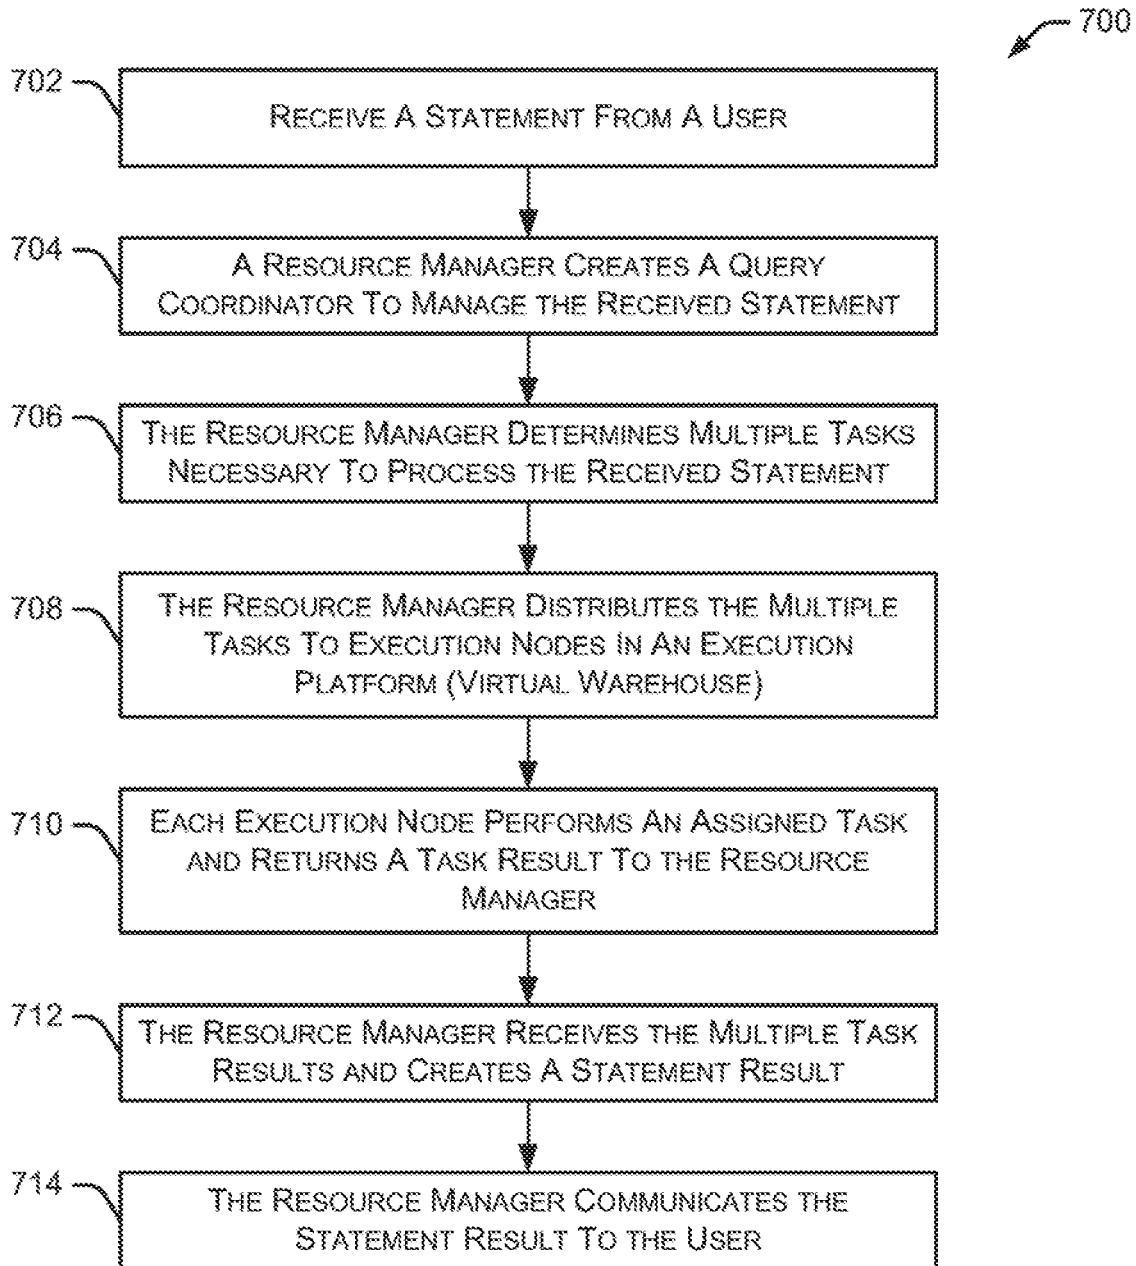 700
702
RECEIVE A STATEMENT FROM A USER
704
A RESOURCE MANAGER CREATES A QUERY
COORDINATOR TO MANAGE THE RECEIVED STATEMENT
706
THE RESOURCE MANAGER DETERMINES MULTIPLE TASKS
NECESSARY TO PROCESS THE RECEIVED STATEMENT
708
THE RESOURCE MANAGER DISTRIBUTES THE MULTIPLE
TASKS TO EXECUTION NODES IN AN EXECUTION
PLATFORM (VIRTUAL WAREHOUSE)
710
EACH EXECUTION NODE PERFORMS AN ASSIGNED TASK
AND RETURNS A TASK RESULT TO THE RESOURCE
MANAGER
712
THE RESOURCE MANAGER RECEIVES THE MULTIPLE TASK
RESULTS AND CREATES A STATEMENT RESULT
714
THE RESOURCE MANAGER COMMUNICATES THE
STATEMENT RESULT TO THE USER